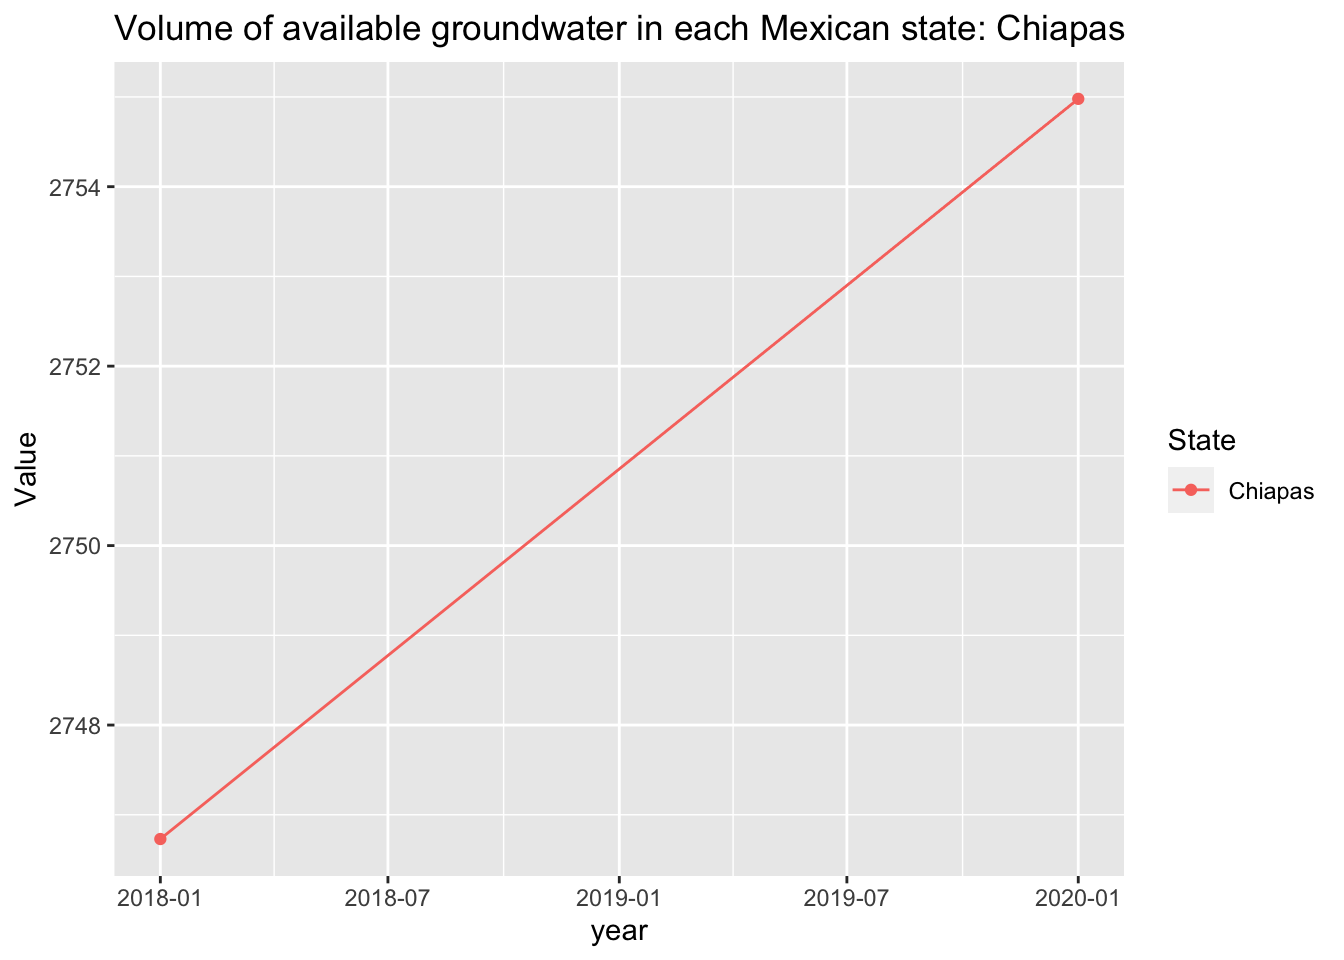 Volume of available groundwater in each Mexican state: Chiapas
2754
2752
2750
2748
Value
2018-01 2018-07 2019-01 2019-07 2020-01
year
State
Chiapas